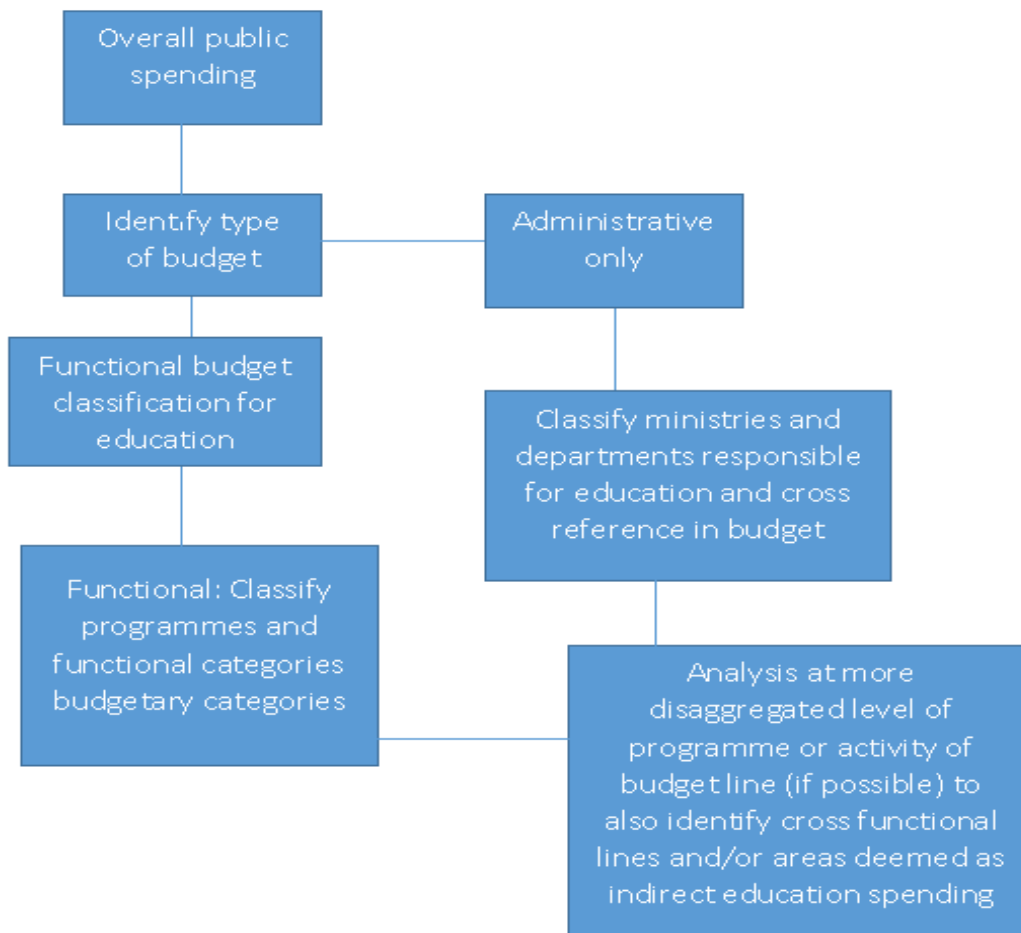 Overall public
spending
Identify type
of budget
Administrative
only
Functional budget
classification for
education
Classify ministries and
departments responsible
for education and cross
reference in budget
Functional: Classify
programmes and
functional categories
budgetary categories
Analysis at more
disaggregated level of
programme or activity of
budget line (if possible) to
also identify cross functional
lines and/or areas deemed as
indirect education spending